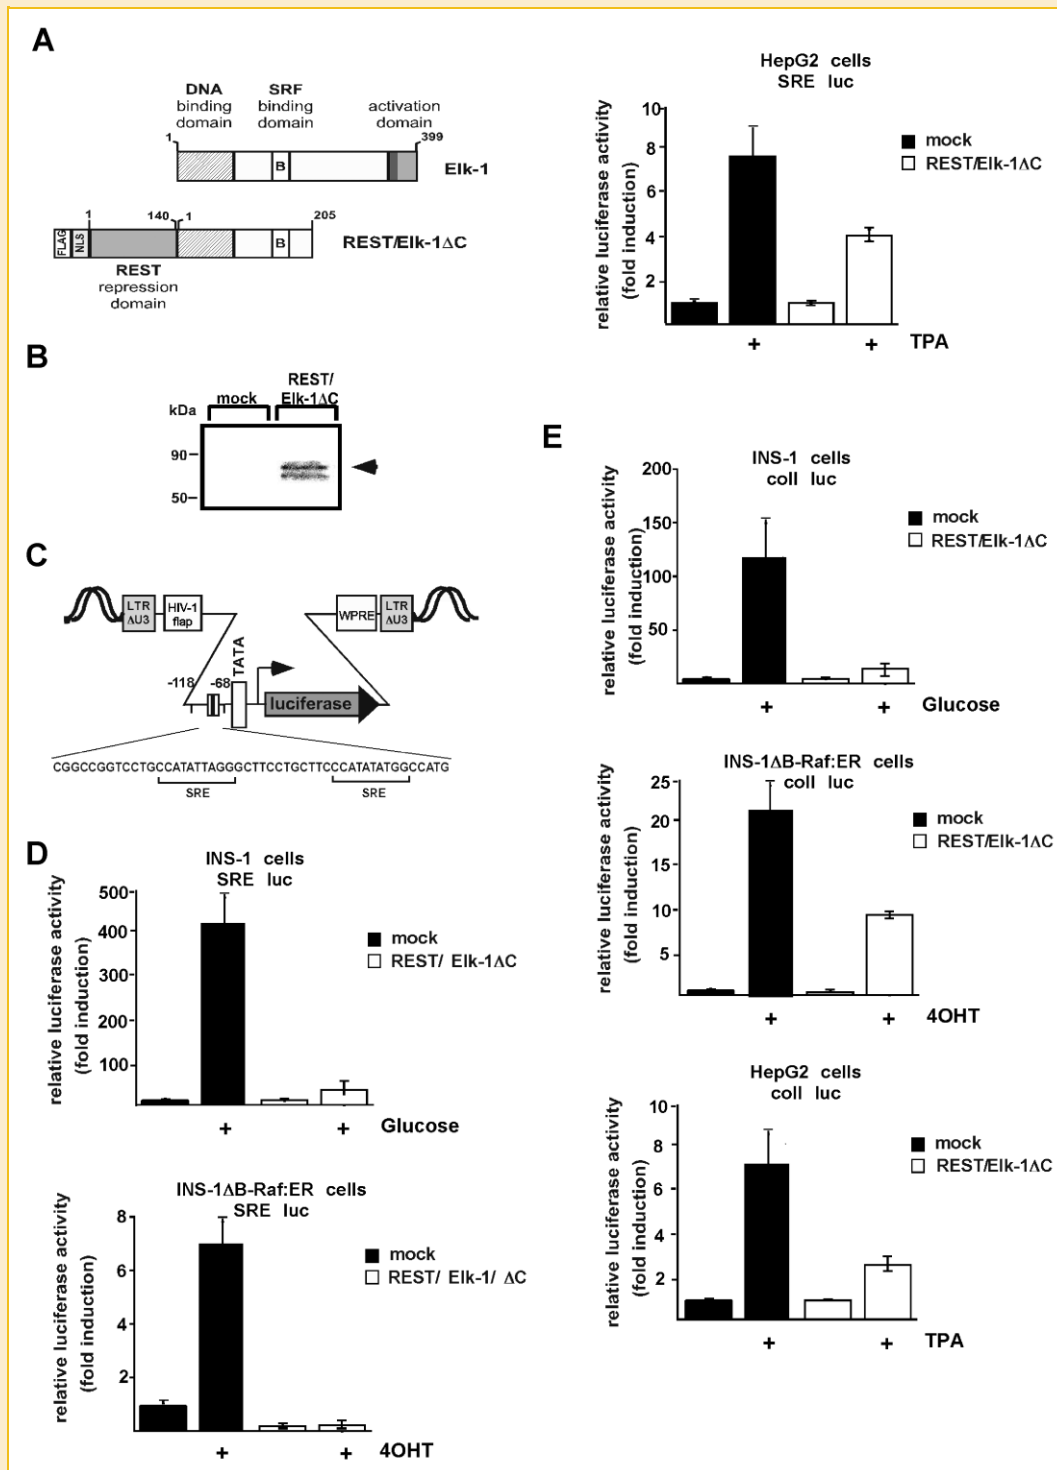 A
DNA
binding
domain
SRF
binding
domain
activation
domain
1
399
B
Elk-1
1
140
1
205
FLAG
NLS
B
REST/Elk-1ΔC
REST
repression
domain
HepG2 cells
SRE luc
relative luciferase activity
(fold induction)
10
8
6
4
2
mock
REST/Elk-1ΔC
+ + TPA
B
kDa
mock
REST/
Elk-1ΔC
90
50
C
LTR
ΔU3
HIV-1
flap
WPRE
LTR
ΔU3
-118
-68
TATA
luciferase
CGGCCGGTCCTGCCATATTAGGGCTTCCTGCTTCCCATATATGGCCATG
SRE
SRE
D
INS-1 cells
SRE luc
relative luciferase activity
(fold induction)
500
400
300
200
100
mock
REST/ Elk-1ΔC
+ + Glucose
INS-1ΔB-Raf:ER cells
SRE luc
relative luciferase activity
(fold induction)
8
6
4
2
mock
REST/ Elk-1/ ΔC
+ + 4OHT
E
INS-1 cells
coll luc
relative luciferase activity
(fold induction)
200
150
100
50
mock
REST/Elk-1ΔC
+ + Glucose
INS-1ΔB-Raf:ER cells
coll luc
relative luciferase activity
(fold induction)
25
20
15
10
5
mock
REST/Elk-1ΔC
+ + 4OHT
HepG2 cells
coll luc
relative luciferase activity
(fold induction)
10
8
6
4
2
mock
REST/Elk-1ΔC
+ + TPA